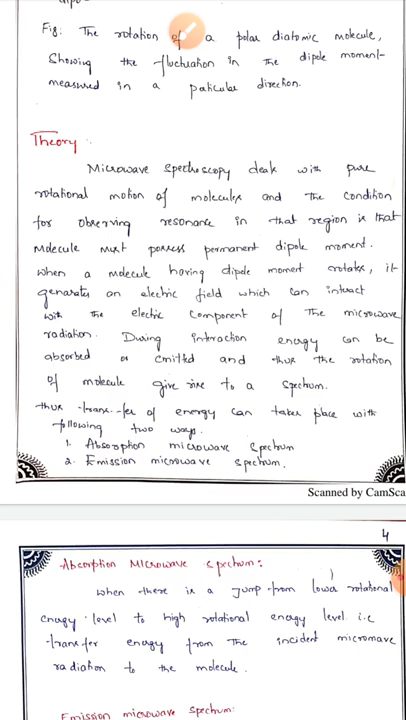 Fig: The rotation of a polar diatomic molecule,
Showing the fluctuation in the dipole moment
measured in a paticular direction.
Theory :
Microwave Spectroscopy deals with pure
rotational motion of molecules and the condition
for observing resonance in that region is that
Molecule must possess permanent dipole moment.
When a molecule having dipole moment rotates, it
genarates an electric field which can interact
with the electric component of the microwave
radiation. During interaction energy can be
absorbed or emitted and thus the rotation
of molecule give rise to a spectrum.
thus transfer of energy can takes place with
following two ways.
1. Absorption microwave Spectrum
2. Emission microwave spectrum.
Scanned by CamSca
4
Absorption Microwave spectrum:
When there is a jump from rotational
energy level to high rotational energy level i.e
transfer energy from the incident micromave
radiation to the molecule.
Emission microwave spectrum: